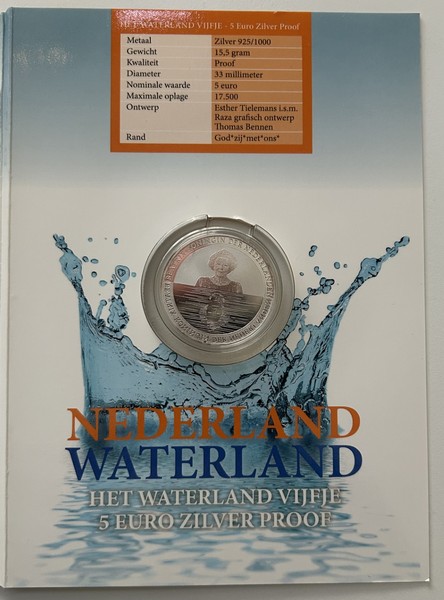 HET WATERLAND VIJFJE - 5 Euro Zilver Proof
Metaal Zilver 925/1000
Gewicht 15,5 gram
Kwaliteit Proof
Diameter 33 millimeter
Nominale waarde 5 euro
Maximale oplage 17.500
Ontwerp Esther Tielemans i.s.m.
Raza grafisch ontwerp
Thomas Bennen
Rand God*zij*met*ons*
NEDERLAND
WATERLAND
HET WATERLAND VIJFJE
5 EURO ZILVER PROOF